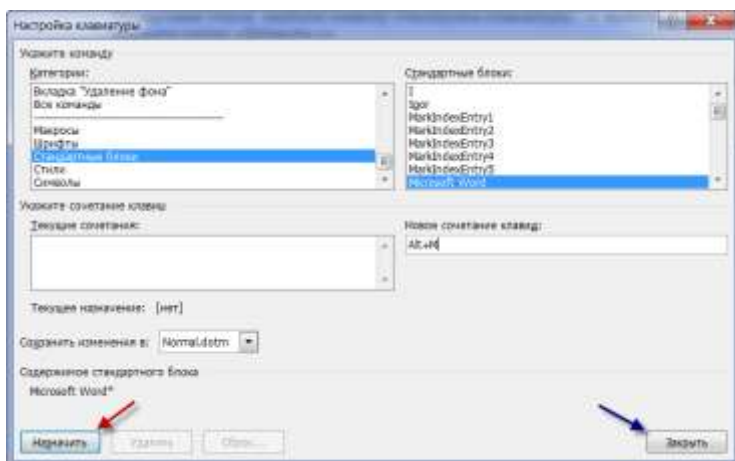 Настройка клавиатуры
Укажите команду
Категории:
Вкладка "Удаление фона"
Все команды
Макросы
Шрифты
Стандартные блоки
Стили
Символы
Стандартные блоки:
I
Igor
MarkIndexEntry1
MarkIndexEntry2
MarkIndexEntry3
MarkIndexEntry4
MarkIndexEntry5
Microsoft Word
Укажите сочетание клавиш
Текущие сочетания:
Новое сочетание клавиш:
Alt+M
Текущее назначение: [нет]
Сохранить изменения в: Normal.dotm
Содержимое стандартного блока
Microsoft Word"
Назначить Удалить Сброс... Закрыть